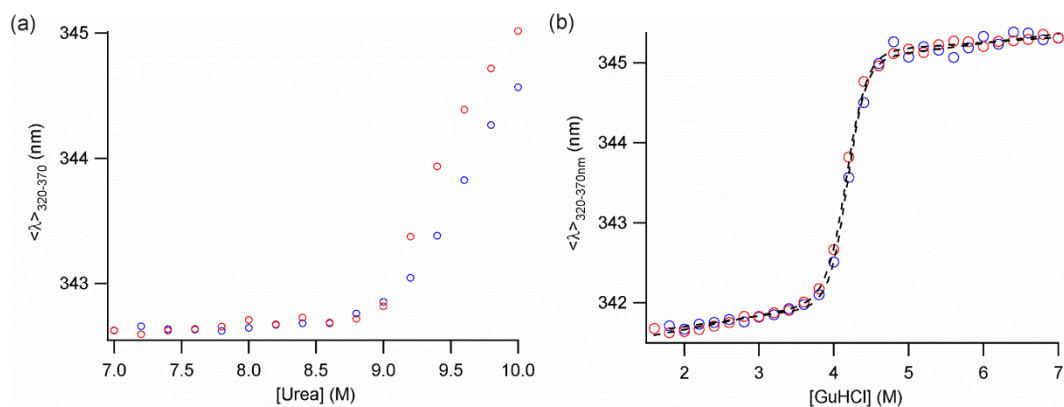 (a)
345
344
343
<λ>320-370 (nm)
7.0 7.5 8.0 8.5 9.0 9.5 10.0
[Urea] (M)
(b)
345
344
343
342
<λ>320-370nm (nm)
2 3 4 5 6 7
[GuHCl] (M)